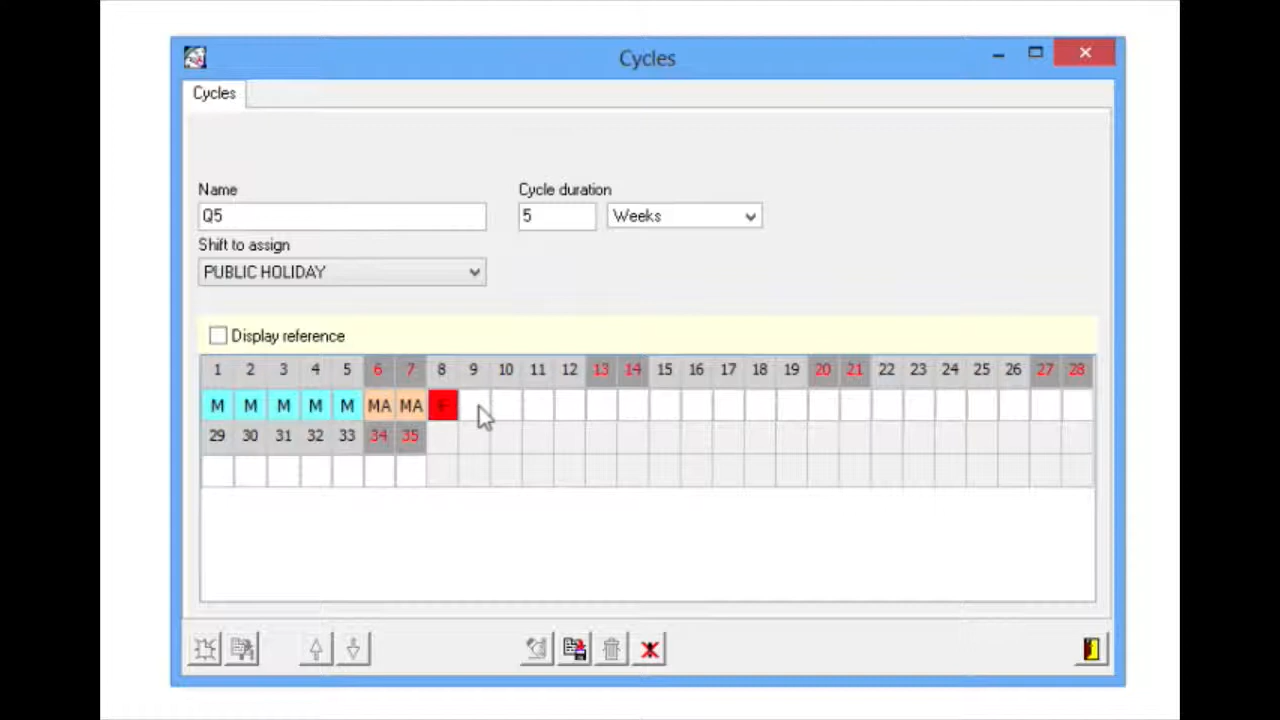 Cycles
Cycles
Name
Cycle duration
Q5
5
Weeks
Shift to assign
PUBLIC HOLIDAY
Display reference
1 2 3 4 5 6 7 8 9 10 11 12 13 14 15 16 17 18 19 20 21 22 23 24 25 26 27 28
M M M M M MA MA
29 30 31 32 33 34 35